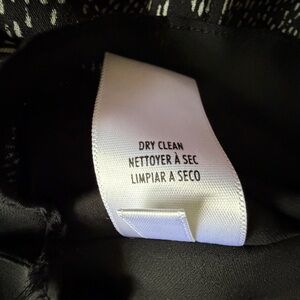 DRY CLEAN
NETTOYER À SEC
LIMPIAR A SECO